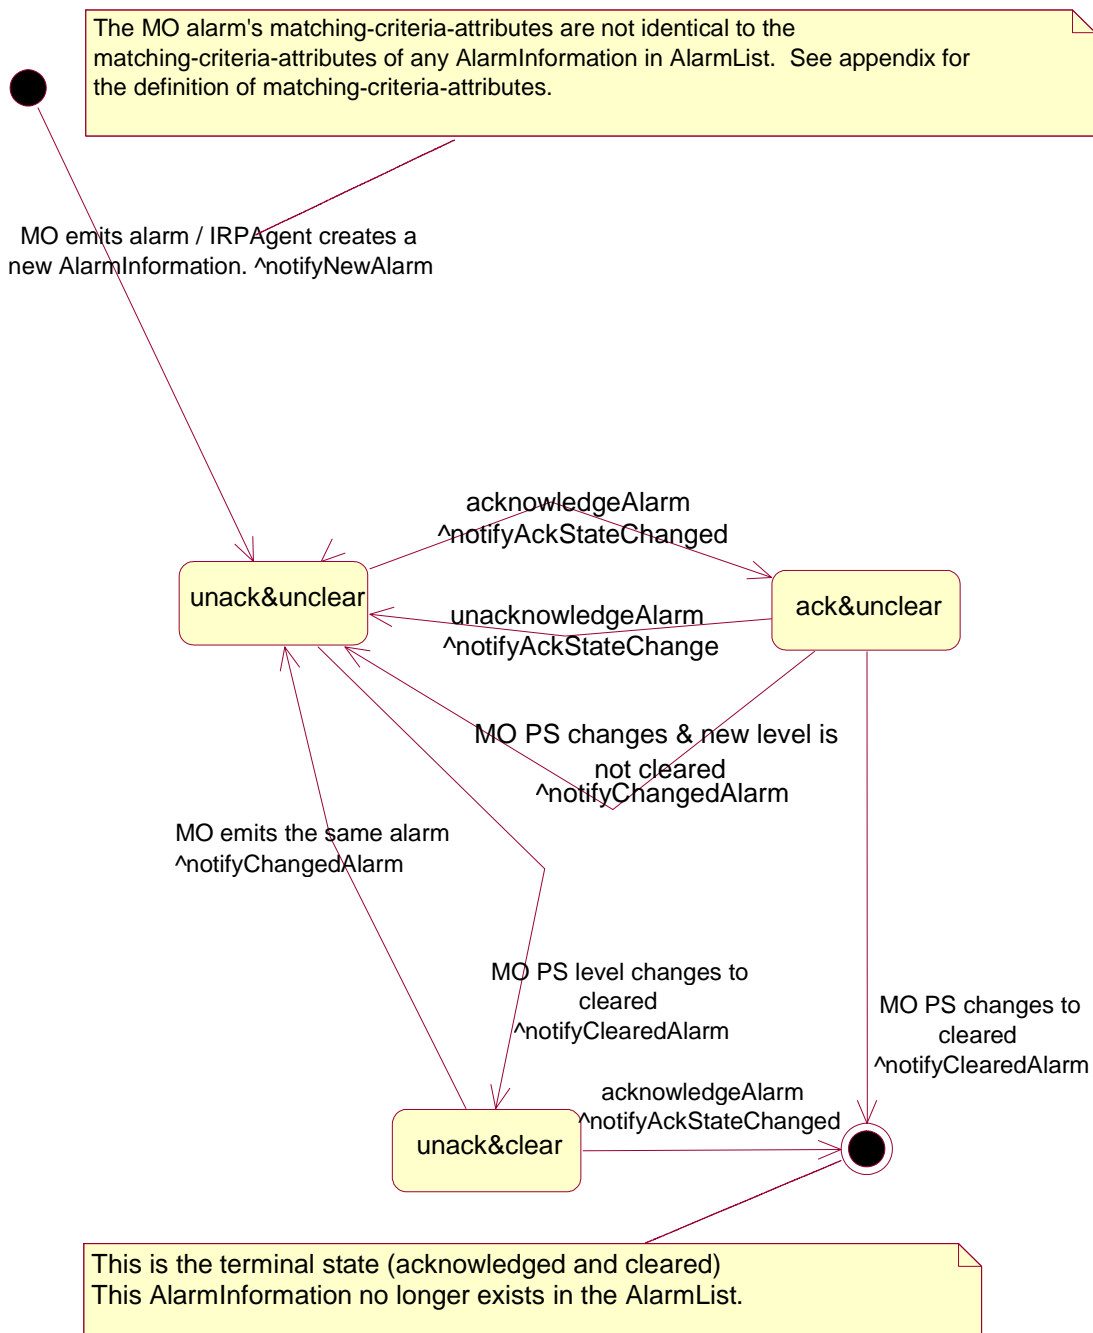 The MO alarm's matching-criteria-attributes are not identical to the
matching-criteria-attributes of any AlarmInformation in AlarmList.  See appendix for
the definition of matching-criteria-attributes.
MO emits alarm / IRPAgent creates a
new AlarmInformation. ^notifyNewAlarm
acknowledgeAlarm
^notifyAckStateChanged
unack&unclear
ack&unclear
unacknowledgeAlarm
^notifyAckStateChange
MO PS changes & new level is
not cleared
^notifyChangedAlarm
MO emits the same alarm
^notifyChangedAlarm
MO PS level changes to
cleared
^notifyClearedAlarm
MO PS changes to
cleared
^notifyClearedAlarm
acknowledgeAlarm
^notifyAckStateChanged
unack&clear
This is the terminal state (acknowledged and cleared)
This AlarmInformation no longer exists in the AlarmList.